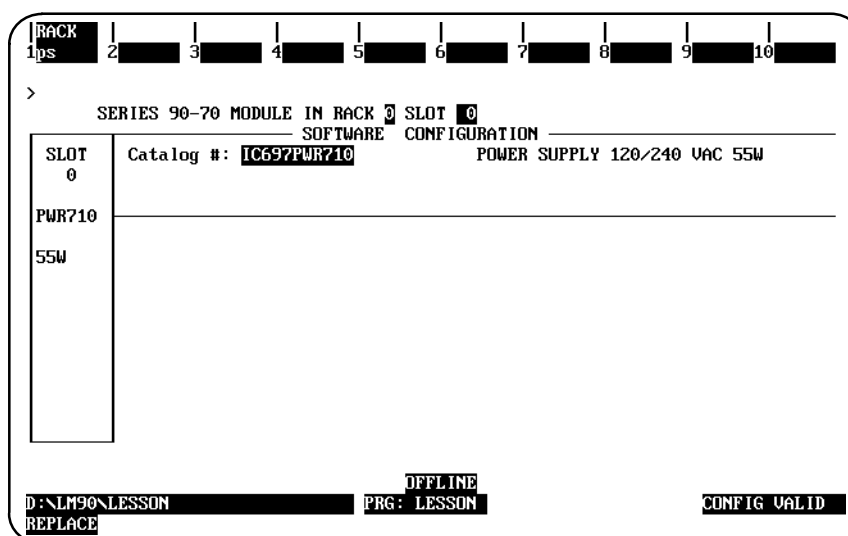 RACK
1ps 2 3 4 5 6 7 8 9 10
>
SERIES 90-70 MODULE IN RACK 0 SLOT 0
SOFTWARE CONFIGURATION
SLOT Catalog #: IC697PWR710 POWER SUPPLY 120/240 VAC 55W
0
PWR710
55W
OFFLINE
D:\LM90\LESSON PRG: LESSON CONFIG VALID
REPLACE